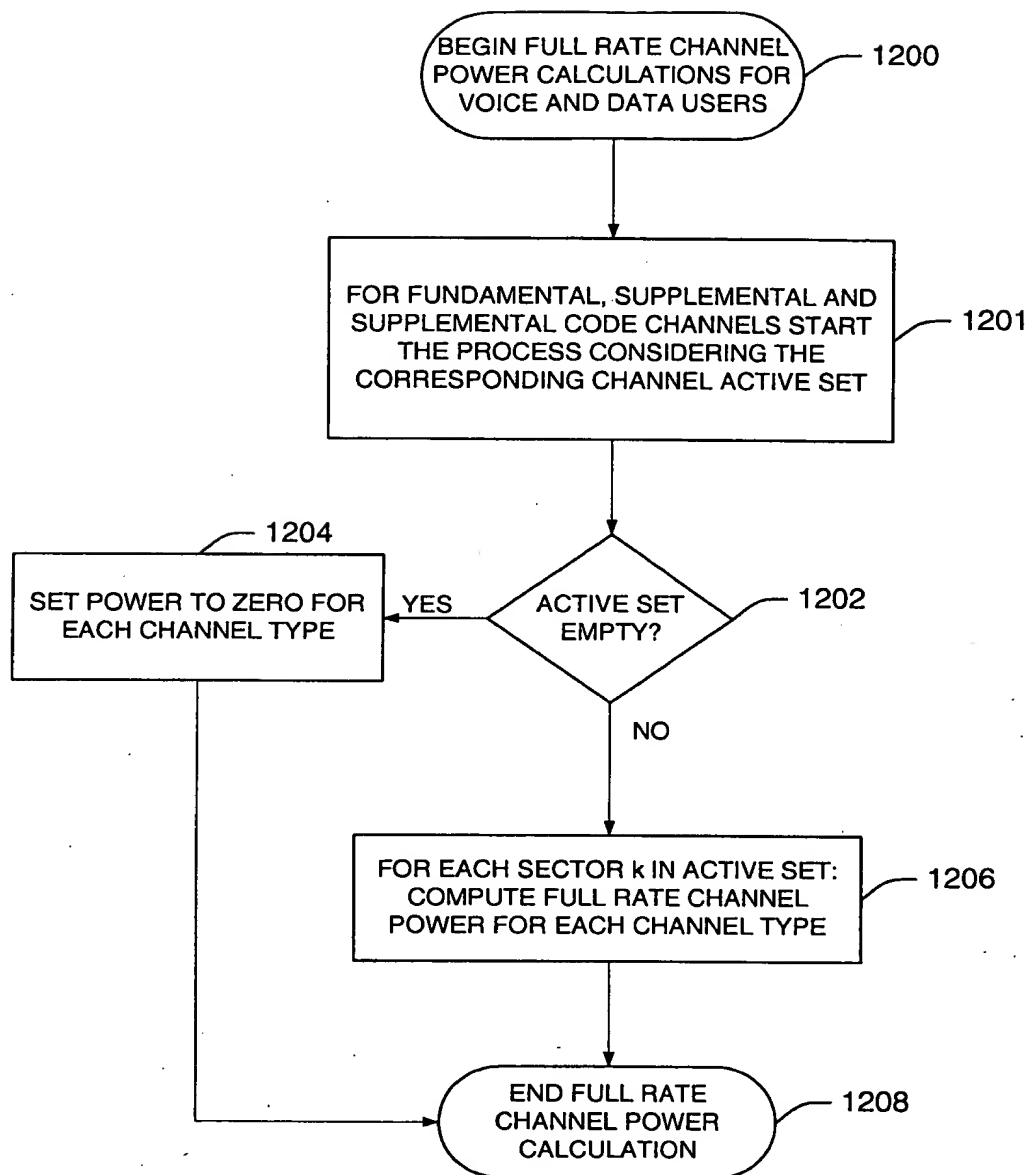 BEGIN FULL RATE CHANNEL
POWER CALCULATIONS FOR
VOICE AND DATA USERS
1200
FOR FUNDAMENTAL, SUPPLEMENTAL AND
SUPPLEMENTAL CODE CHANNELS START
THE PROCESS CONSIDERING THE
CORRESPONDING CHANNEL ACTIVE SET
1201
1204
SET POWER TO ZERO FOR
EACH CHANNEL TYPE
YES
ACTIVE SET
EMPTY?
1202
NO
FOR EACH SECTOR k IN ACTIVE SET:
COMPUTE FULL RATE CHANNEL
POWER FOR EACH CHANNEL TYPE
1206
END FULL RATE
CHANNEL POWER
CALCULATION
1208